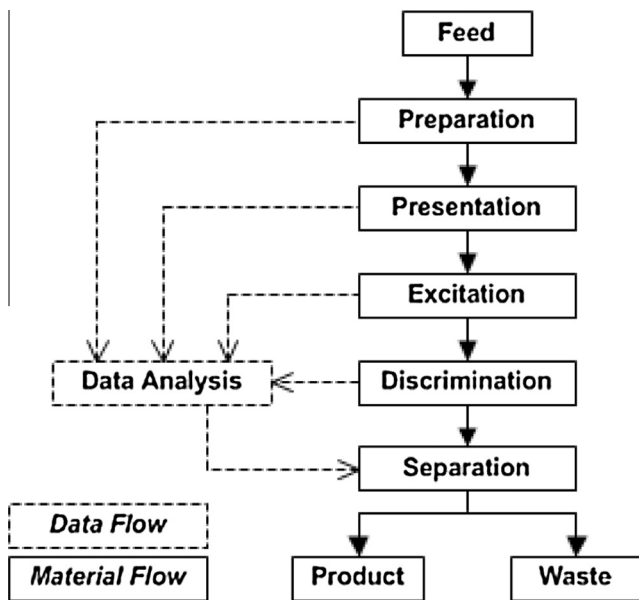 Feed
Preparation
Presentation
Excitation
Data Analysis
Discrimination
Separation
Data Flow
Material Flow
Product
Waste